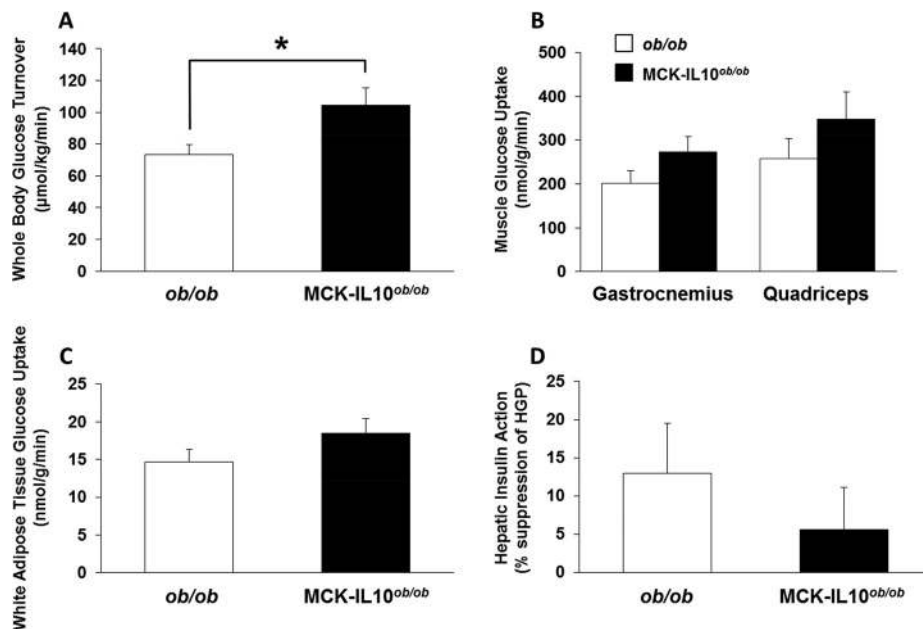 A
Whole Body Glucose Turnover
(µmol/kg/min)
140
120
100
80
60
40
20
0
*
ob/ob
MCK-IL10ob/ob
B
Muscle Glucose Uptake
(nmol/g/min)
500
400
300
200
100
0
ob/ob
MCK-IL10ob/ob
Gastrocnemius
Quadriceps
C
White Adipose Tissue Glucose Uptake
(nmol/g/min)
25
20
15
10
5
0
ob/ob
MCK-IL10ob/ob
D
Hepatic Insulin Action
(% suppression of HGP)
25
20
15
10
5
0
ob/ob
MCK-IL10ob/ob